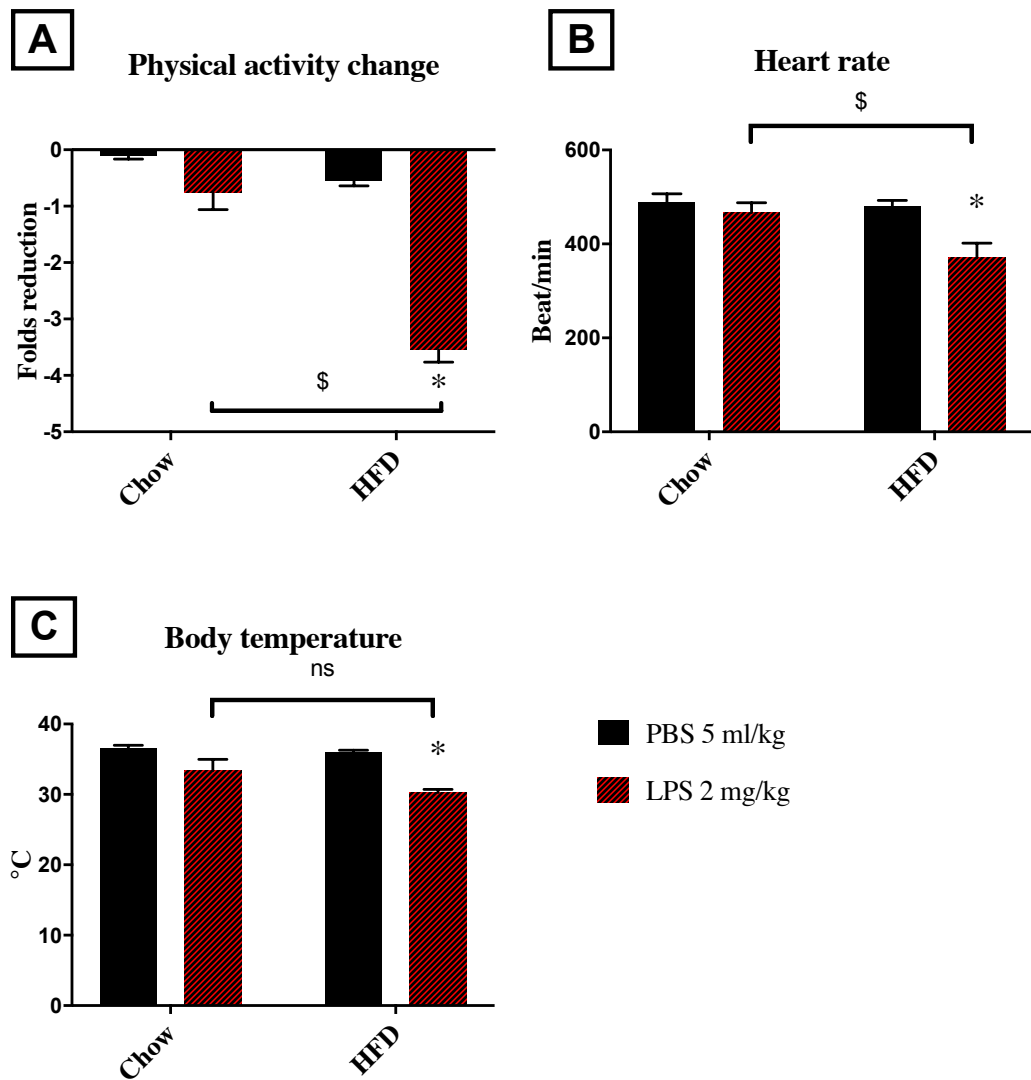 A
Physical activity change
Folds reduction
0
-1
-2
-3
-4
-5
$
*
Chow
HFD
B
Heart rate
$
Beat/min
600
400
200
0
*
Chow
HFD
C
Body temperature
ns
°C
40
30
20
10
0
*
Chow
HFD
PBS 5 ml/kg
LPS 2 mg/kg